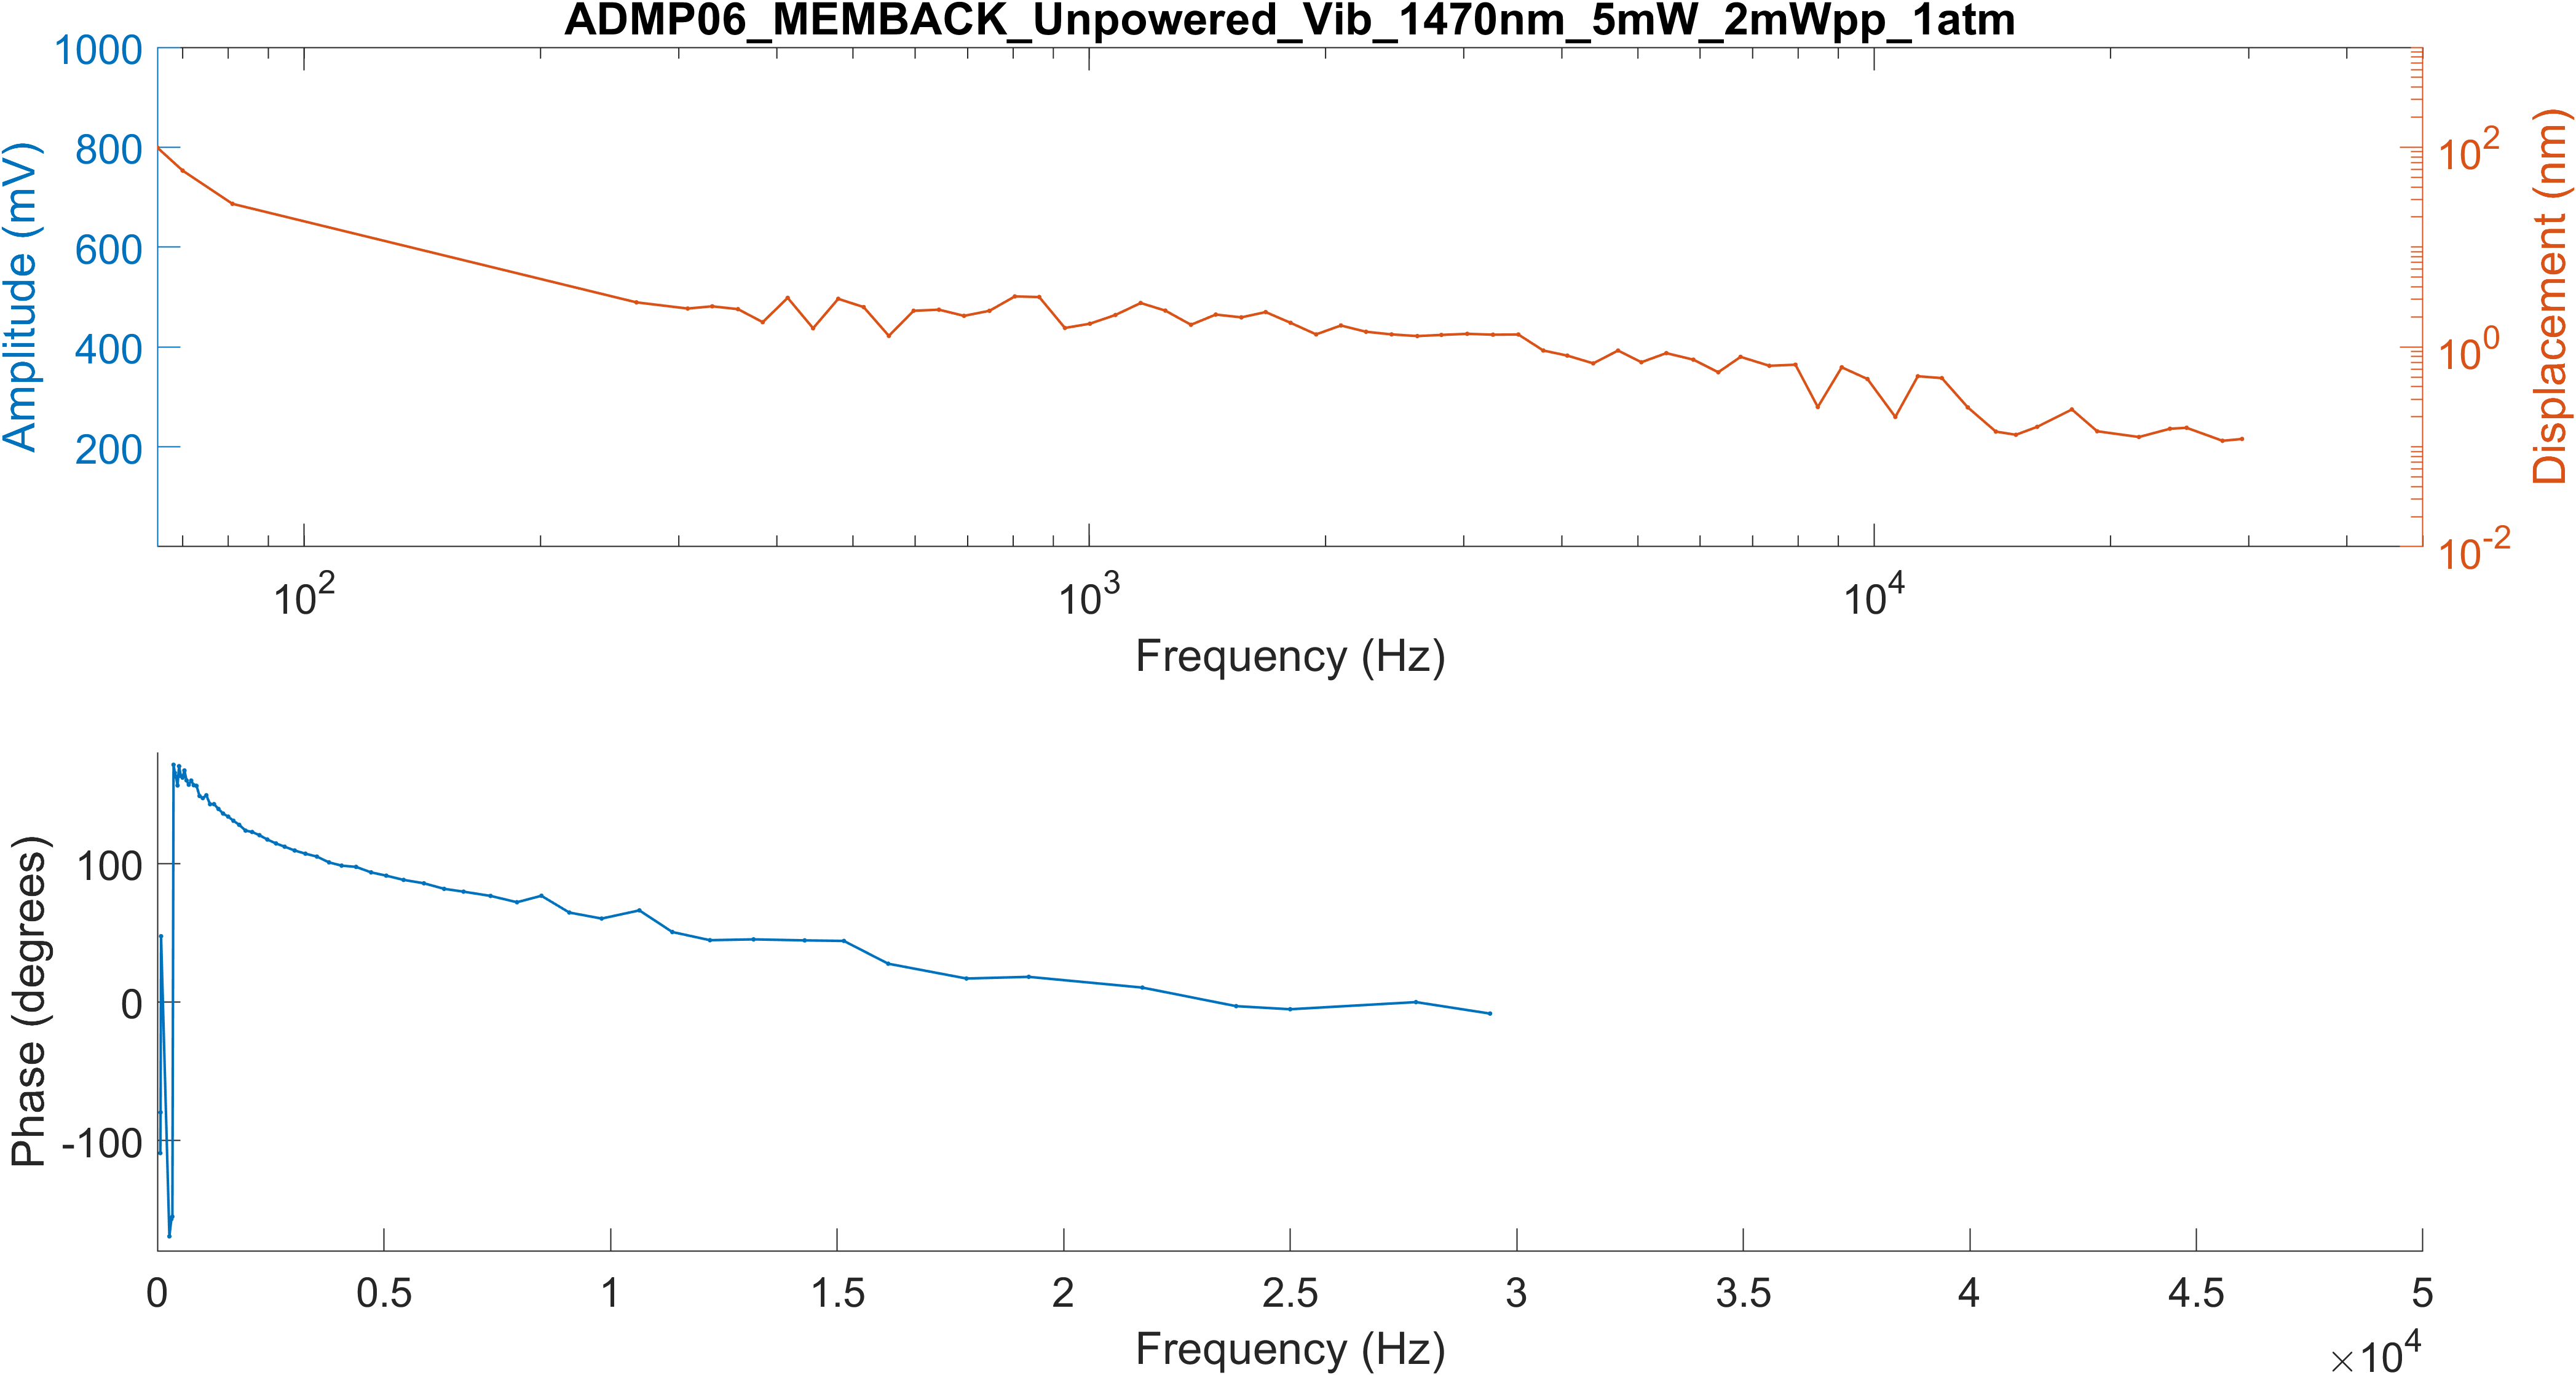 ADMP06_MEMBACK_Unpowered_Vib_1470nm_5mW_2mWpp_1atm
1000
800
600
400
200
Amplitude (mV)
10^2
10^0
10^-2
Displacement (nm)
10^2 10^3 10^4
Frequency (Hz)
100
0
-100
Phase (degrees)
0 0.5 1 1.5 2 2.5 3 3.5 4 4.5 5
Frequency (Hz)
×10^4